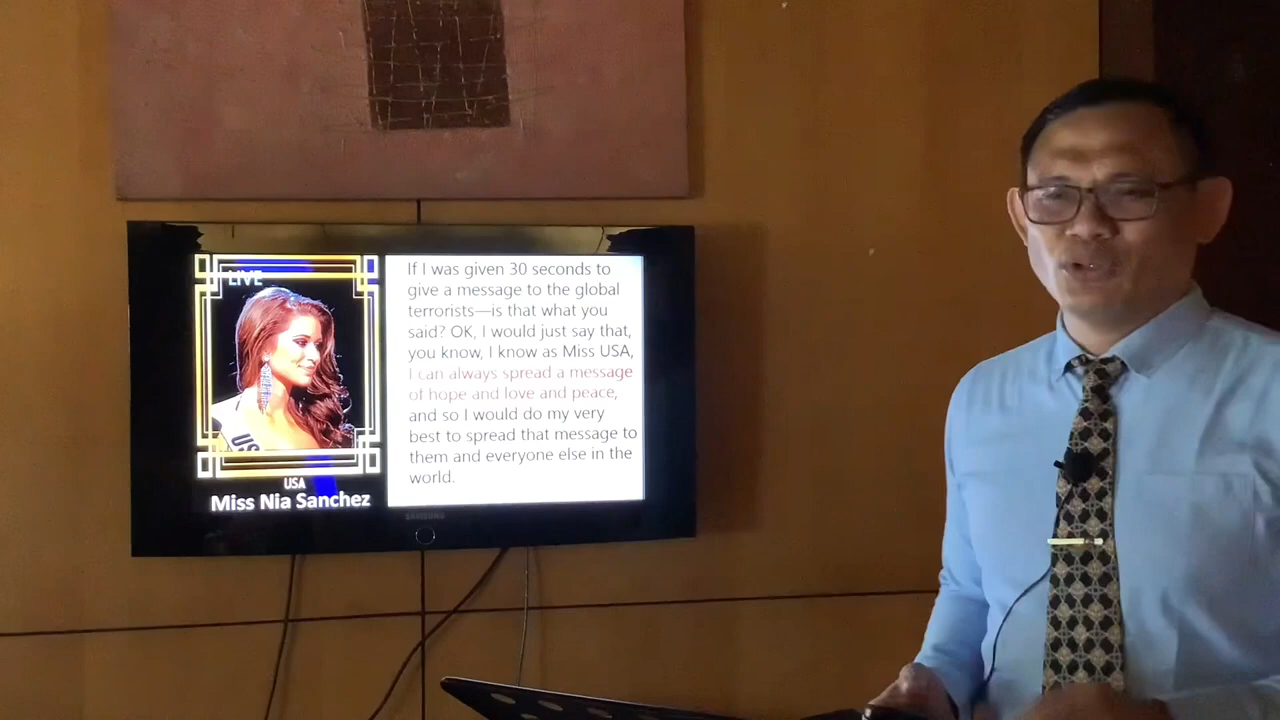 LIVE
US
USA
Miss Nia Sanchez
If I was given 30 seconds to
give a message to the global
terrorists—is that what you
said? OK, I would just say that,
you know, I know as Miss USA,
I can always spread a message
of hope and love and peace,
and so I would do my very
best to spread that message to
them and everyone else in the
world.
SAMSUNG